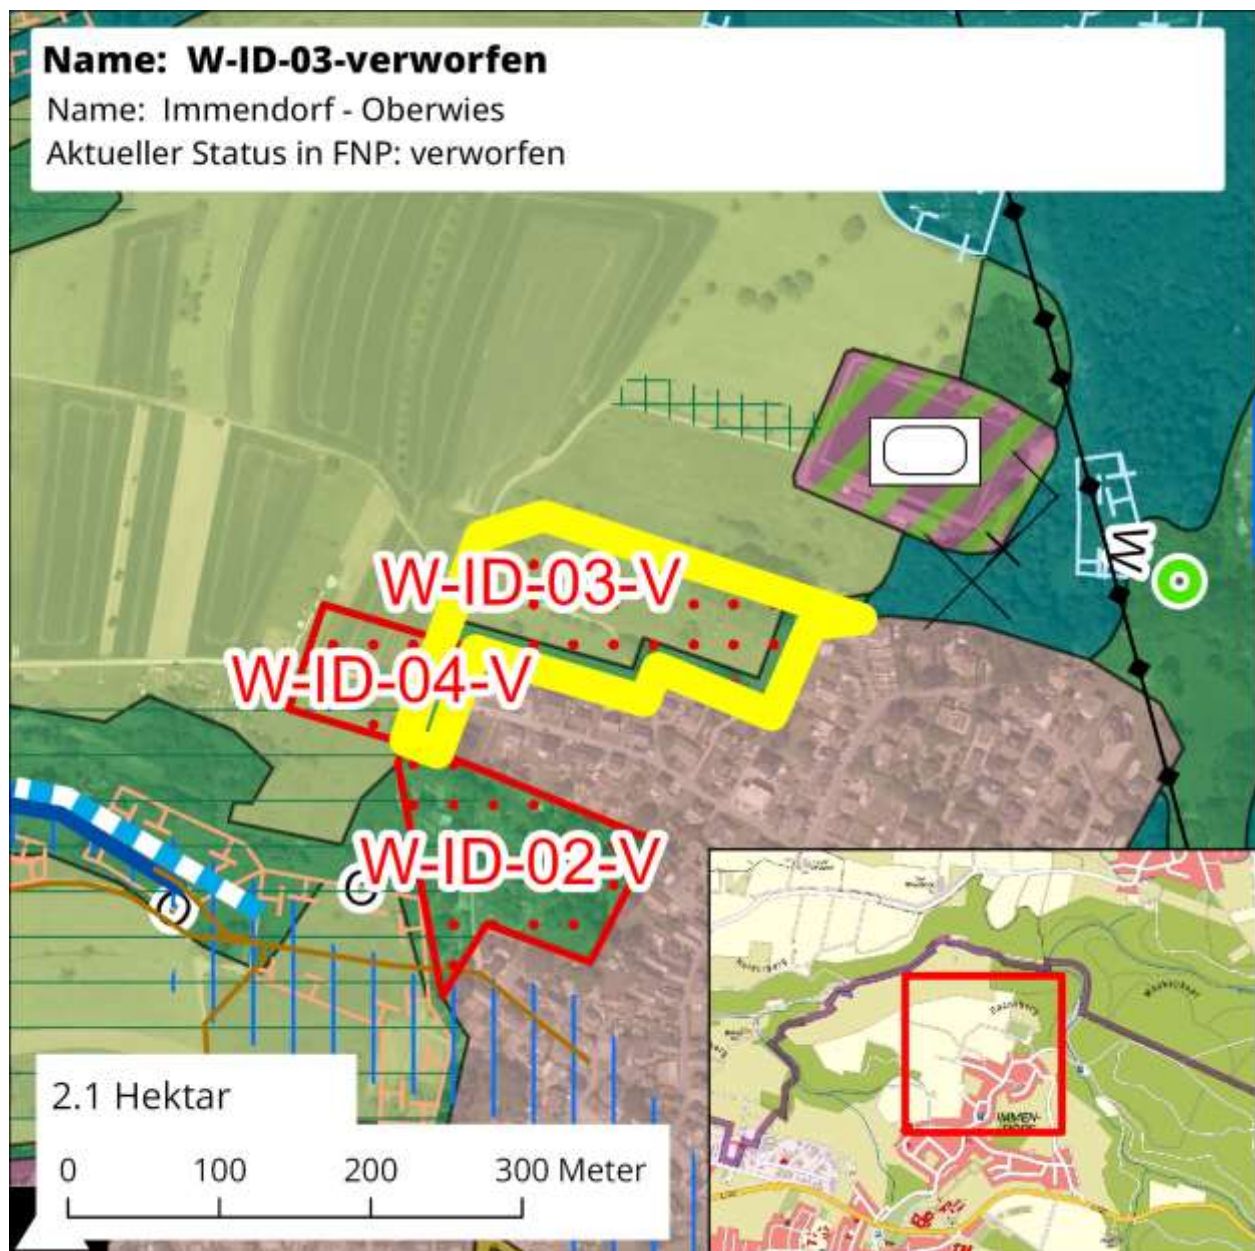 Name: W-ID-03-verworfen
Name: Immendorf - Oberwies
Aktueller Status in FNP: verworfen
W
W-ID-03-V
W-ID-04-V
W-ID-02-V
2.1 Hektar
0 100 200 300 Meter
IMMEN-